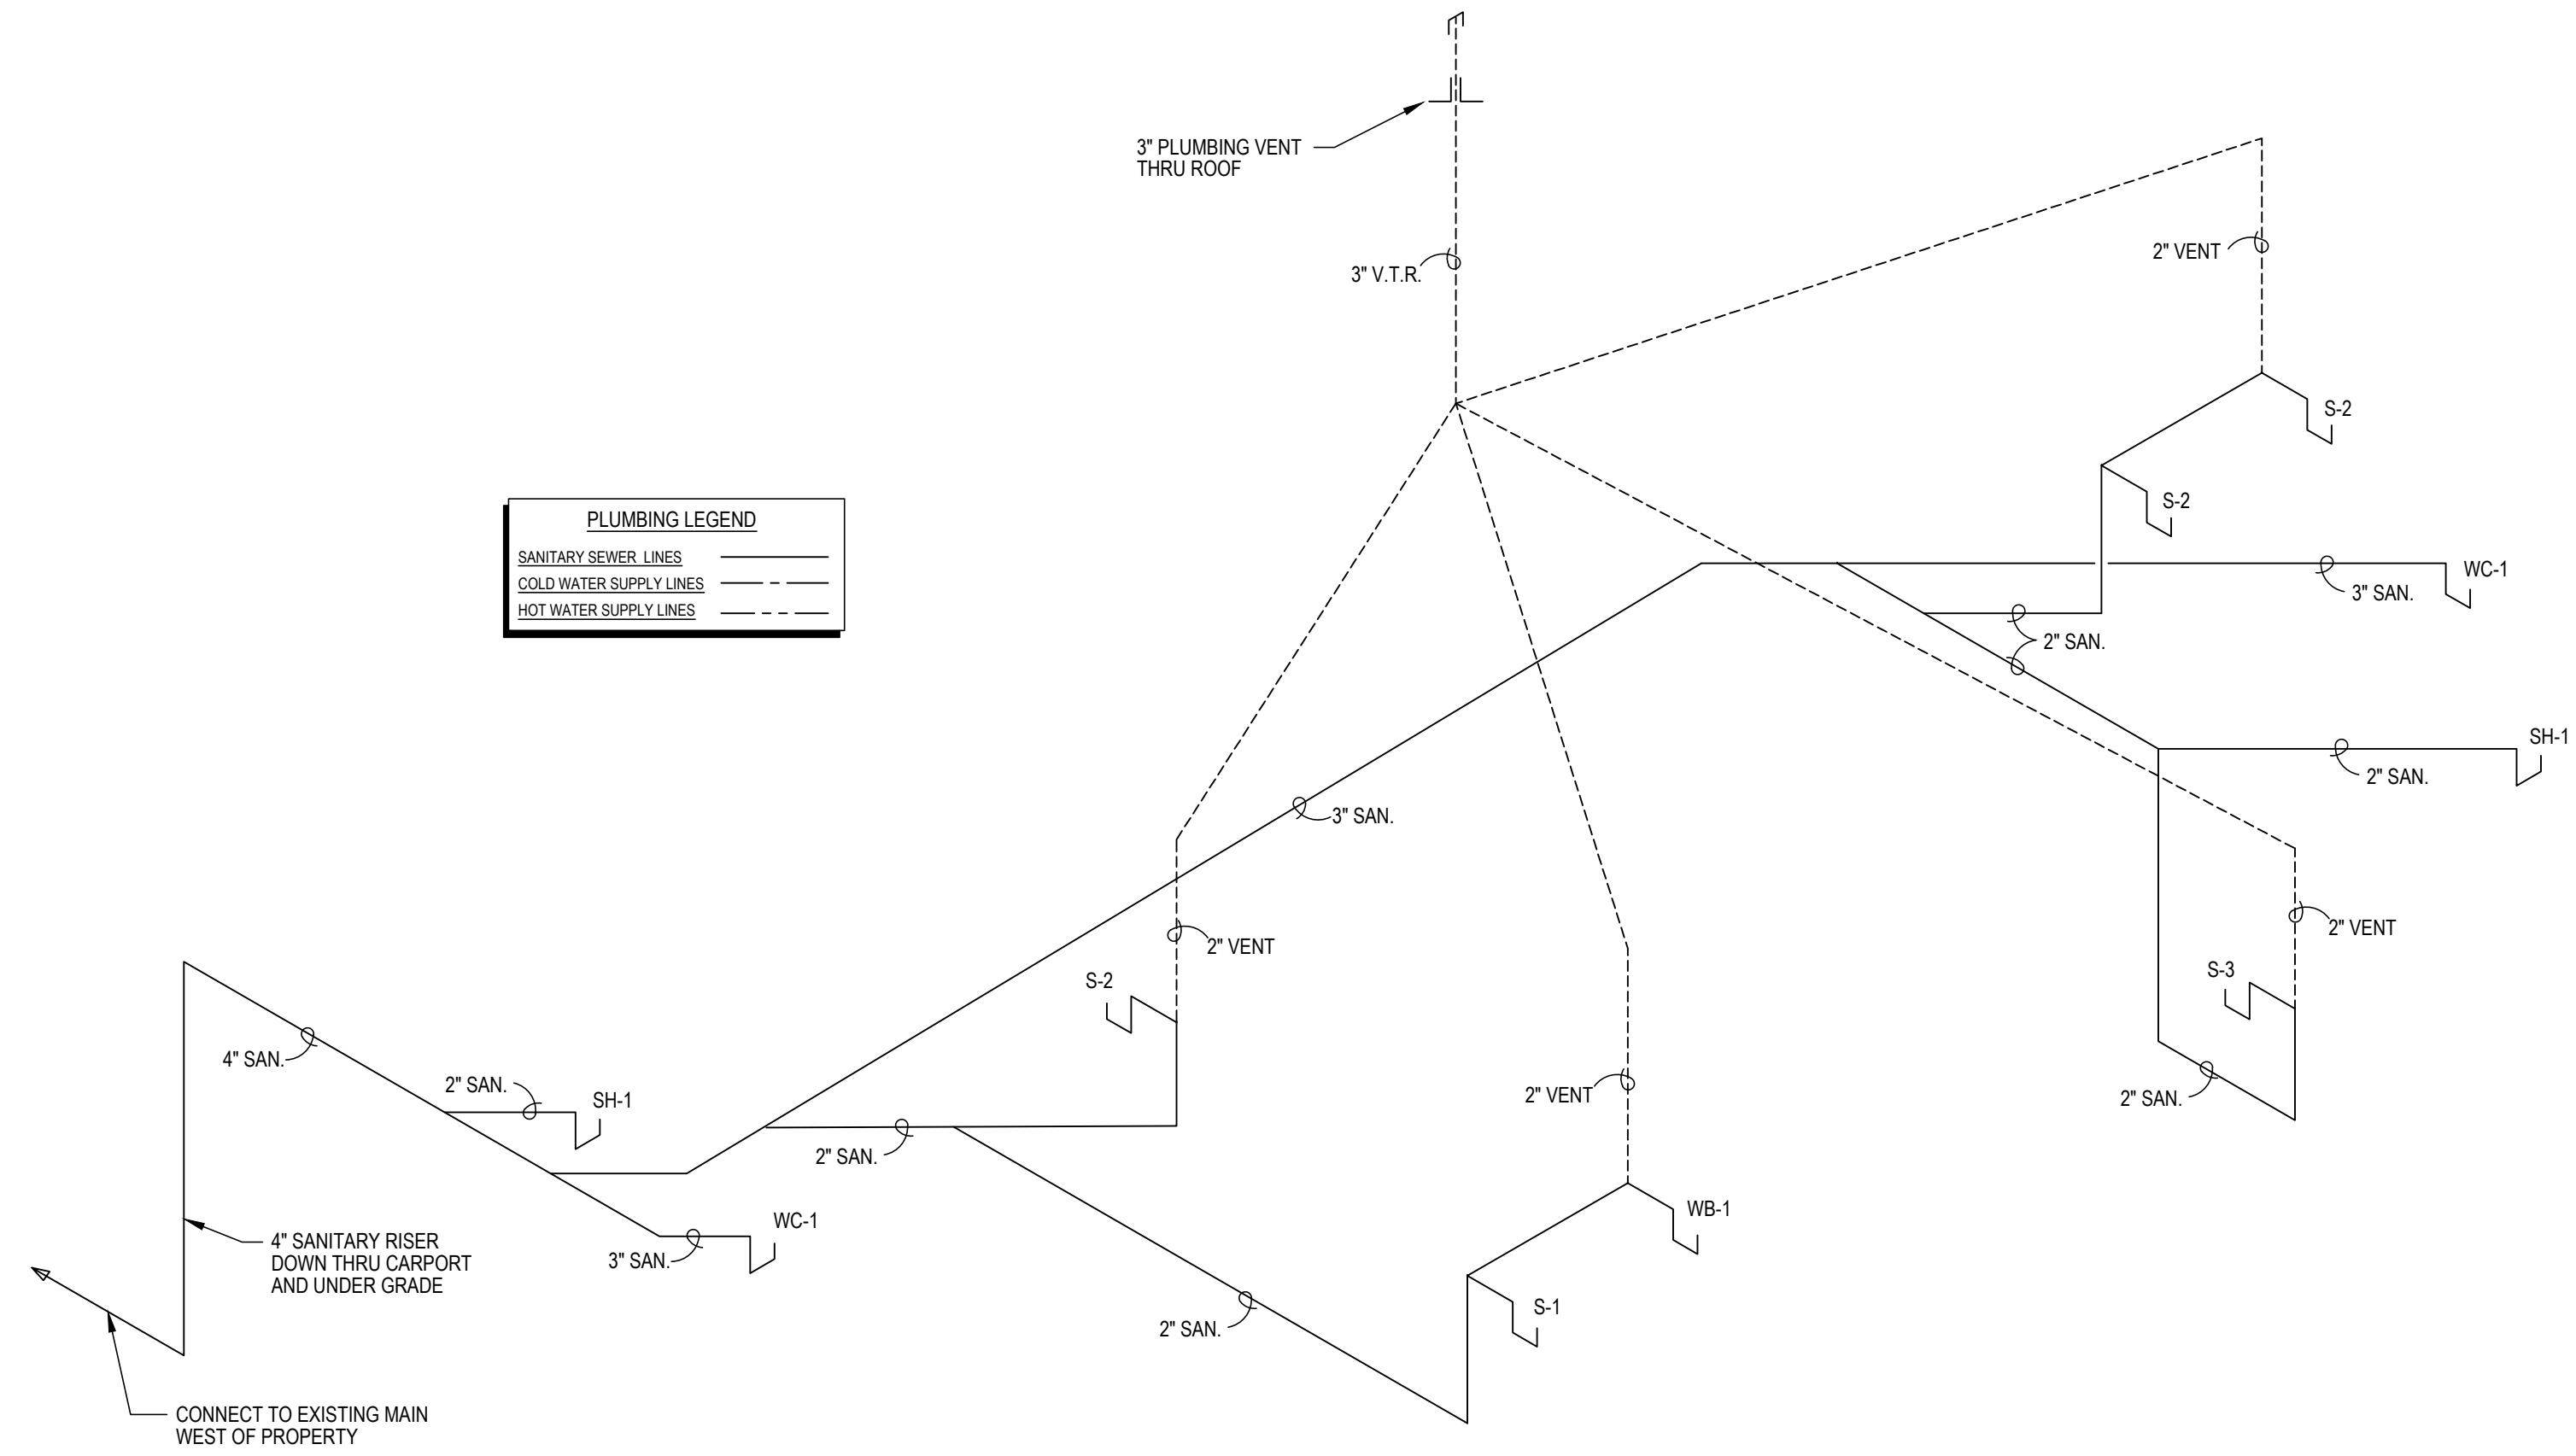 3" PLUMBING VENT
THRU ROOF
3" V.T.R.
2" VENT
S-2
S-2
PLUMBING LEGEND
SANITARY SEWER LINES
COLD WATER SUPPLY LINES
HOT WATER SUPPLY LINES
WC-1
3" SAN.
2" SAN.
SH-1
2" SAN.
3" SAN.
2" VENT
2" VENT
S-3
S-2
4" SAN.
2" SAN.
SH-1
2" VENT
2" SAN.
2" SAN.
WC-1
WB-1
4" SANITARY RISER
DOWN THRU CARPORT
AND UNDER GRADE
3" SAN.
S-1
2" SAN.
CONNECT TO EXISTING MAIN
WEST OF PROPERTY